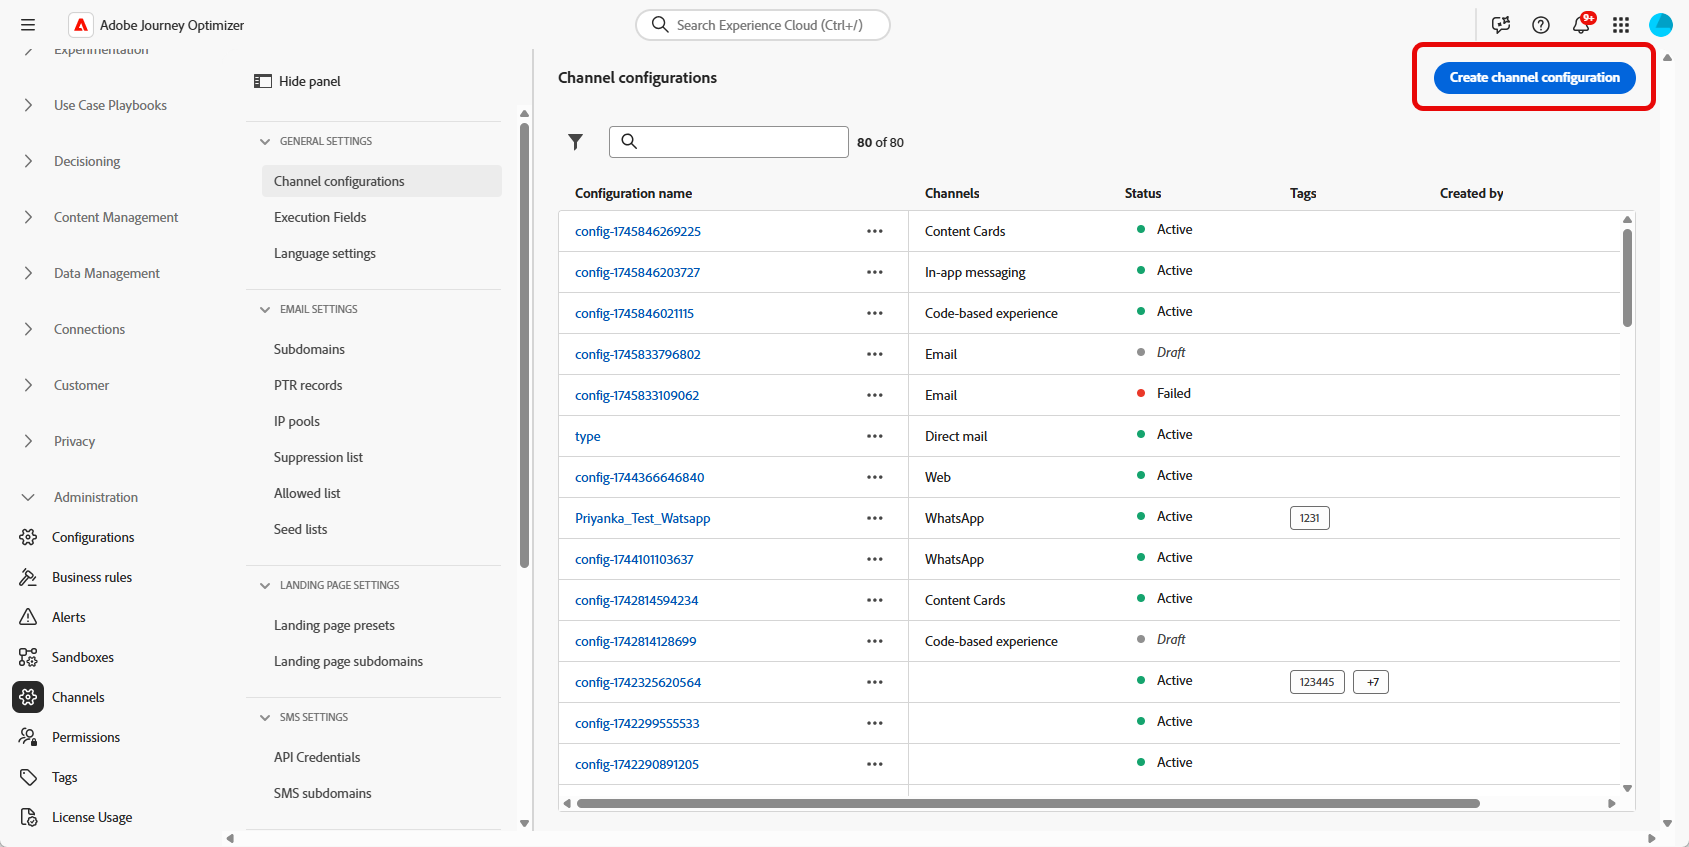 Adobe Journey Optimizer
Search Experience Cloud (Ctrl+/)
9+
Experimentation
Use Case Playbooks
Decisioning
Content Management
Data Management
Connections
Customer
Privacy
Administration
Configurations
Business rules
Alerts
Sandboxes
Channels
Permissions
Tags
License Usage
Hide panel
GENERAL SETTINGS
Channel configurations
Execution Fields
Language settings
EMAIL SETTINGS
Subdomains
PTR records
IP pools
Suppression list
Allowed list
Seed lists
LANDING PAGE SETTINGS
Landing page presets
Landing page subdomains
SMS SETTINGS
API Credentials
SMS subdomains
Channel configurations
Create channel configuration
80 of 80
Configuration name Channels Status Tags Created by
config-1745846269225 Content Cards Active
config-1745846203727 In-app messaging Active
config-1745846021115 Code-based experience Active
config-1745833796802 Email Draft
config-1745833109062 Email Failed
type Direct mail Active
config-1744366646840 Web Active
Priyanka_Test_Watsapp WhatsApp Active 1231
config-1744101103637 WhatsApp Active
config-1742814594234 Content Cards Active
config-1742814128699 Code-based experience Draft
config-1742325620564 Active 123445 +7
config-1742299555533 Active
config-1742290891205 Active